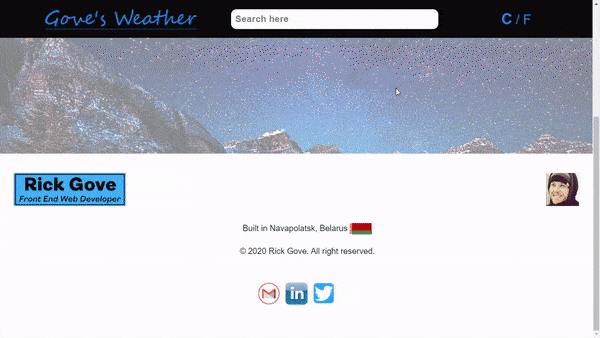 Gove's Weather
Search here
C / F
Rick Gove
Front End Web Developer
Built in Navapolatsk, Belarus
© 2020 Rick Gove. All right reserved.
in